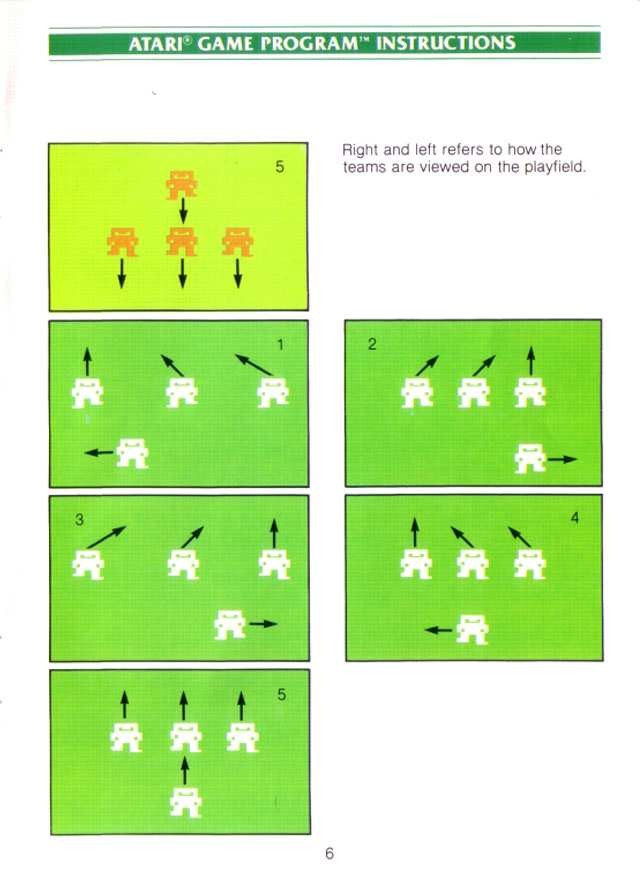 ATARI® GAME PROGRAM™ INSTRUCTIONS
Right and left refers to how the
teams are viewed on the playfield.
5
1
2
3
4
5
6